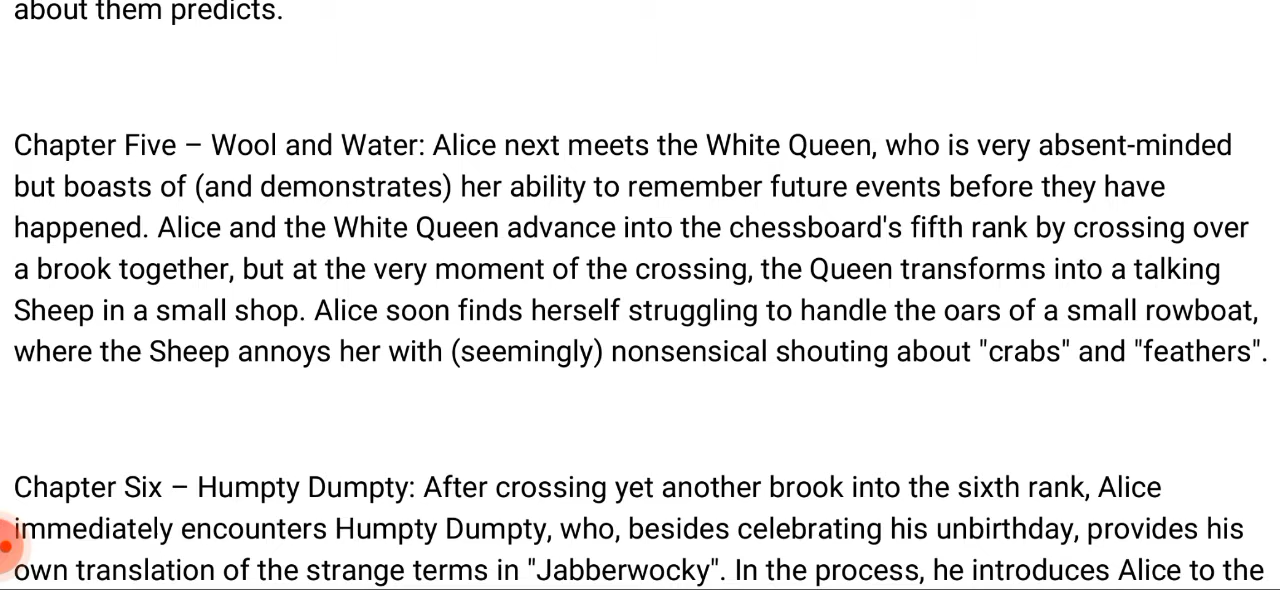 about them predicts.
Chapter Five – Wool and Water: Alice next meets the White Queen, who is very absent-minded
but boasts of (and demonstrates) her ability to remember future events before they have
happened. Alice and the White Queen advance into the chessboard's fifth rank by crossing over
a brook together, but at the very moment of the crossing, the Queen transforms into a talking
Sheep in a small shop. Alice soon finds herself struggling to handle the oars of a small rowboat,
where the Sheep annoys her with (seemingly) nonsensical shouting about "crabs" and "feathers".
Chapter Six – Humpty Dumpty: After crossing yet another brook into the sixth rank, Alice
immediately encounters Humpty Dumpty, who, besides celebrating his unbirthday, provides his
own translation of the strange terms in "Jabberwocky". In the process, he introduces Alice to the